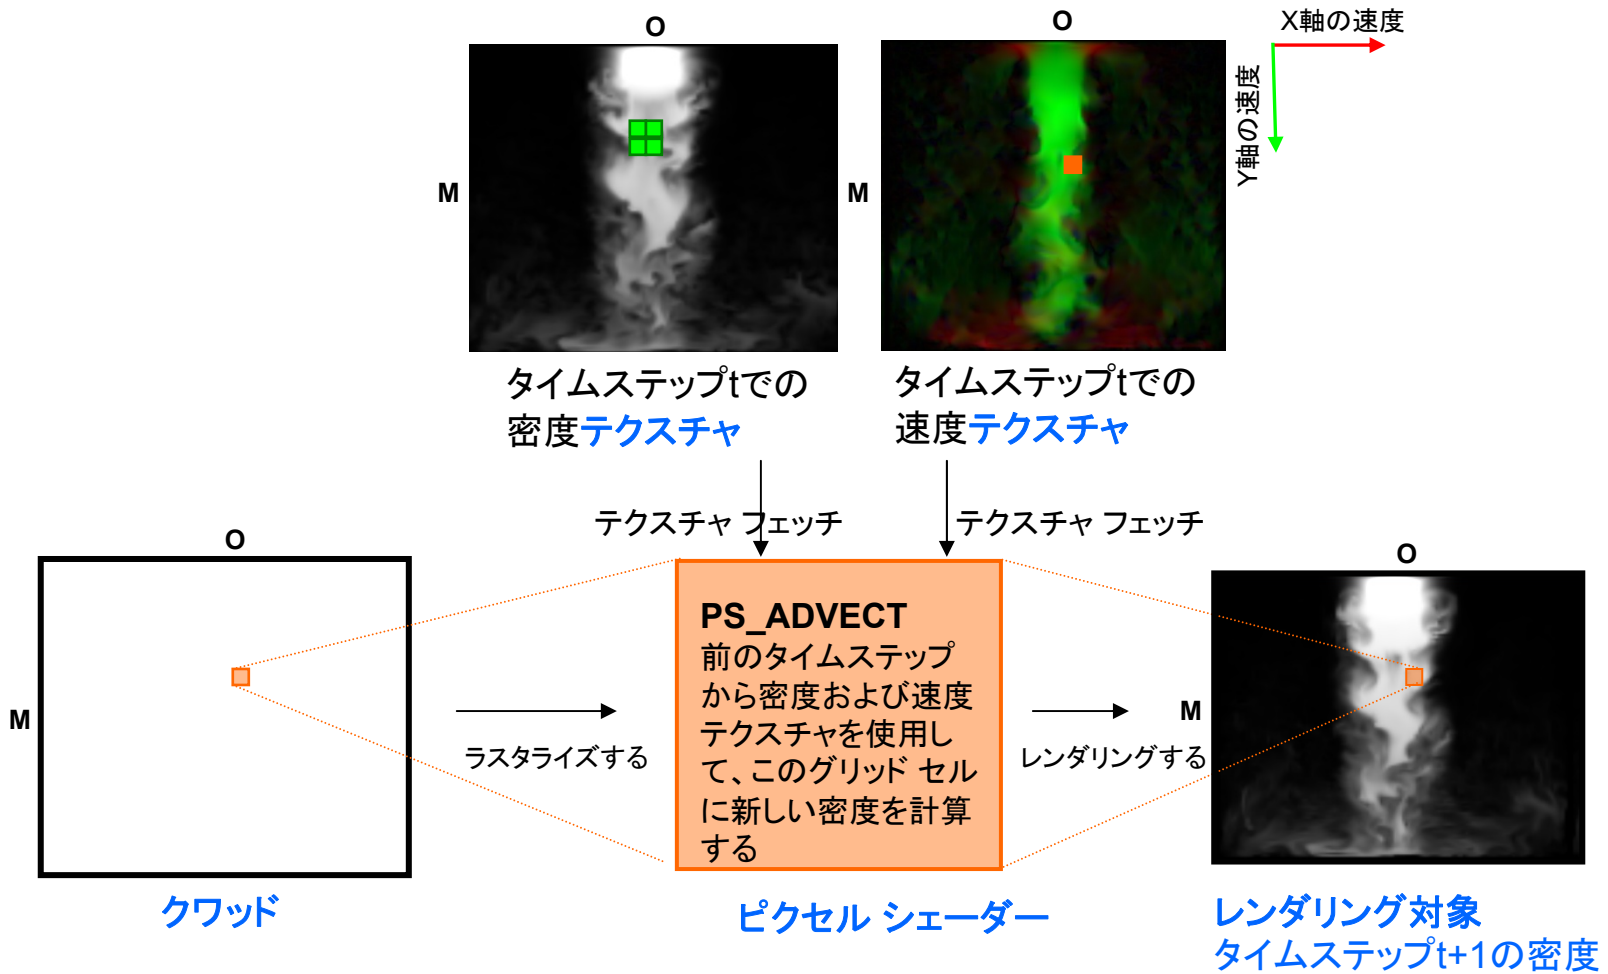 O
O
X軸の速度
Y軸の速度
M
M
タイムステップtでの
密度テクスチャ
タイムステップtでの
速度テクスチャ
テクスチャ フェッチ
テクスチャ フェッチ
O
O
M
ラスタライズする
PS_ADVECT
前のタイムステップ
から密度および速度
テクスチャを使用し
て、このグリッド セル
に新しい密度を計算
する
レンダリングする
M
クワッド
ピクセル シェーダー
レンダリング対象
タイムステップt+1の密度